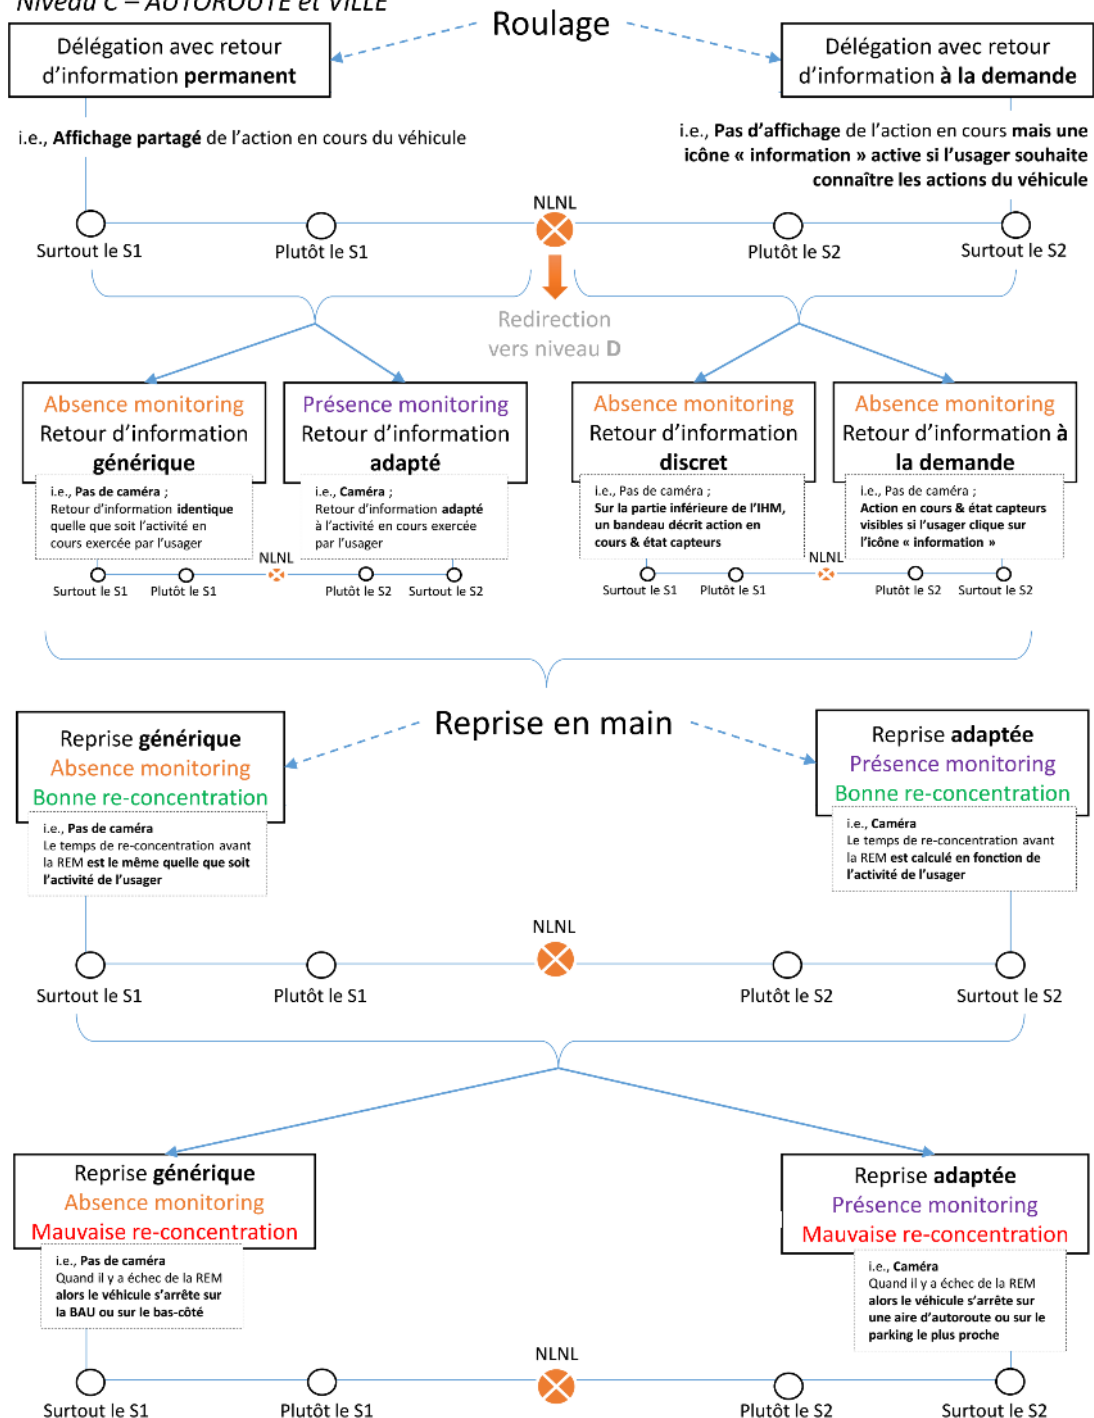 Niveau C – AUTOROUTE et VILLE
Roulage
Délégation avec retour
d’information permanent
Délégation avec retour
d’information à la demande
i.e., Affichage partagé de l’action en cours du véhicule
i.e., Pas d’affichage de l’action en cours mais une
icône « information » active si l’usager souhaite
connaître les actions du véhicule
NLNL
Surtout le S1
Plutôt le S1
Plutôt le S2
Surtout le S2
Redirection
vers niveau D
Absence monitoring
Retour d’information
générique
i.e., Pas de caméra ;
Retour d’information identique
quelle que soit l’activité en
cours exercée par l’usager
Présence monitoring
Retour d’information
adapté
i.e., Caméra ;
Retour d’information adapté
à l’activité en cours exercée
par l’usager
NLNL
Surtout le S1
Plutôt le S1
Plutôt le S2
Surtout le S2
Absence monitoring
Retour d’information
discret
i.e., Pas de caméra ;
Sur la partie inférieure de l’IHM,
un bandeau décrit action en
cours & état capteurs
Absence monitoring
Retour d’information à
la demande
i.e., Pas de caméra ;
Action en cours & état capteurs
visibles si l’usager clique sur
l’icône « information »
NLNL
Surtout le S1
Plutôt le S1
Plutôt le S2
Surtout le S2
Reprise en main
Reprise générique
Absence monitoring
Bonne re-concentration
i.e., Pas de caméra
Le temps de re-concentration avant
la REM est le même quelle que soit
l’activité de l’usager
Reprise adaptée
Présence monitoring
Bonne re-concentration
i.e., Caméra
Le temps de re-concentration avant
la REM est calculé en fonction de
l’activité de l’usager
NLNL
Surtout le S1
Plutôt le S1
Plutôt le S2
Surtout le S2
Reprise générique
Absence monitoring
Mauvaise re-concentration
i.e., Pas de caméra
Quand il y a échec de la REM
alors le véhicule s’arrête sur
la BAU ou sur le bas-côté
Reprise adaptée
Présence monitoring
Mauvaise re-concentration
i.e., Caméra
Quand il y a échec de la REM
alors le véhicule s’arrête sur
une aire d’autoroute ou sur le
parking le plus proche
NLNL
Surtout le S1
Plutôt le S1
Plutôt le S2
Surtout le S2